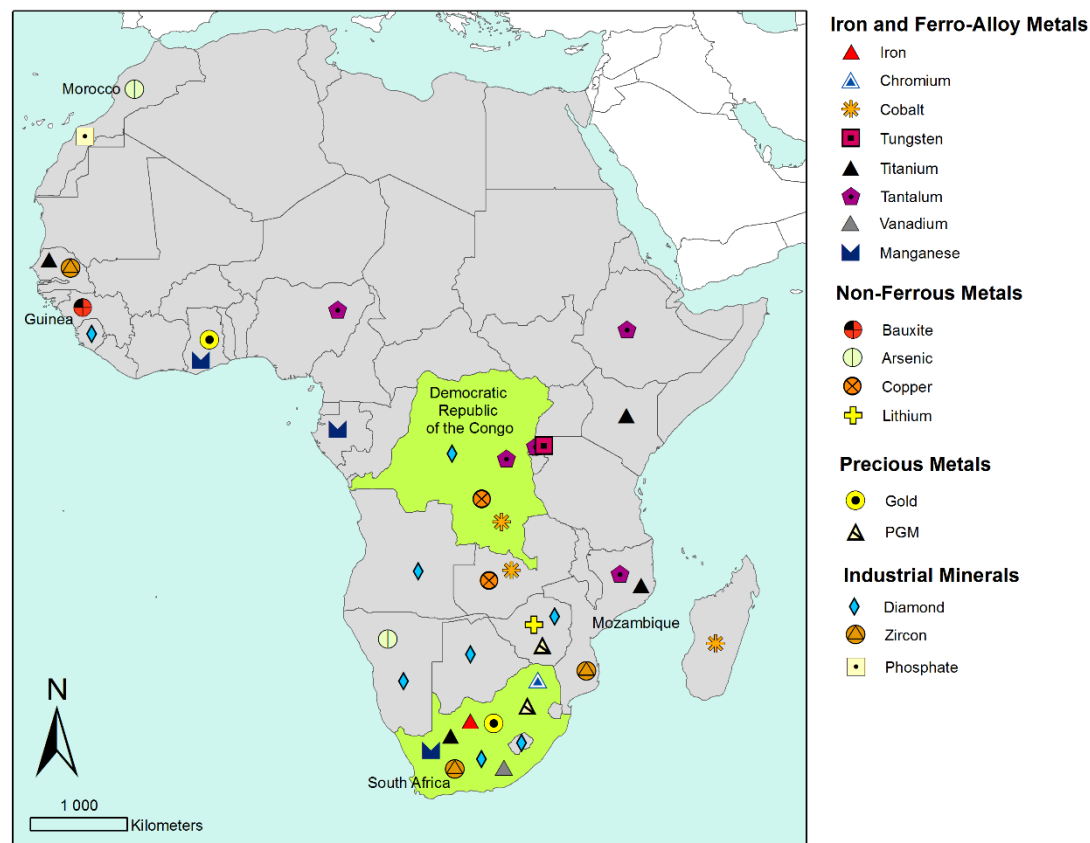 Morocco
Guinea
Democratic
Republic
of the Congo
Mozambique
South Africa
N
1 000
Kilometers
Iron and Ferro-Alloy Metals
Iron
Chromium
Cobalt
Tungsten
Titanium
Tantalum
Vanadium
Manganese
Non-Ferrous Metals
Bauxite
Arsenic
Copper
Lithium
Precious Metals
Gold
PGM
Industrial Minerals
Diamond
Zircon
Phosphate